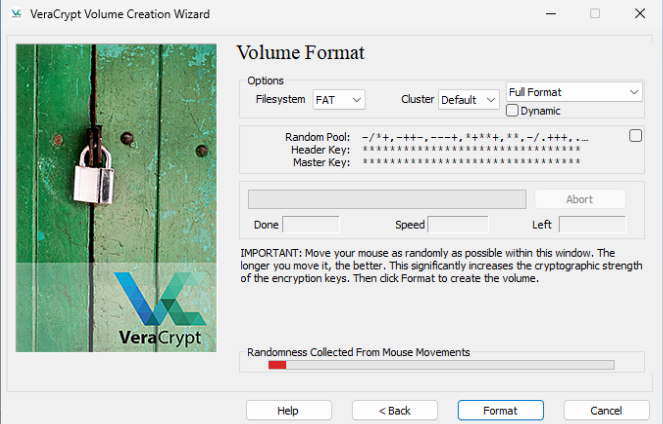 VeraCrypt Volume Creation Wizard
Volume Format
Options
Filesystem FAT Cluster Default Full Format
Dynamic
Random Pool: -/*+,-++-,---+,*+**+,**,-/.+++,....
Header Key: ********************************
Master Key: ********************************
Abort
Done Speed Left
IMPORTANT: Move your mouse as randomly as possible within this window. The
longer you move it, the better. This significantly increases the cryptographic strength
of the encryption keys. Then click Format to create the volume.
VeraCrypt
Randomness Collected From Mouse Movements
Help < Back Format Cancel